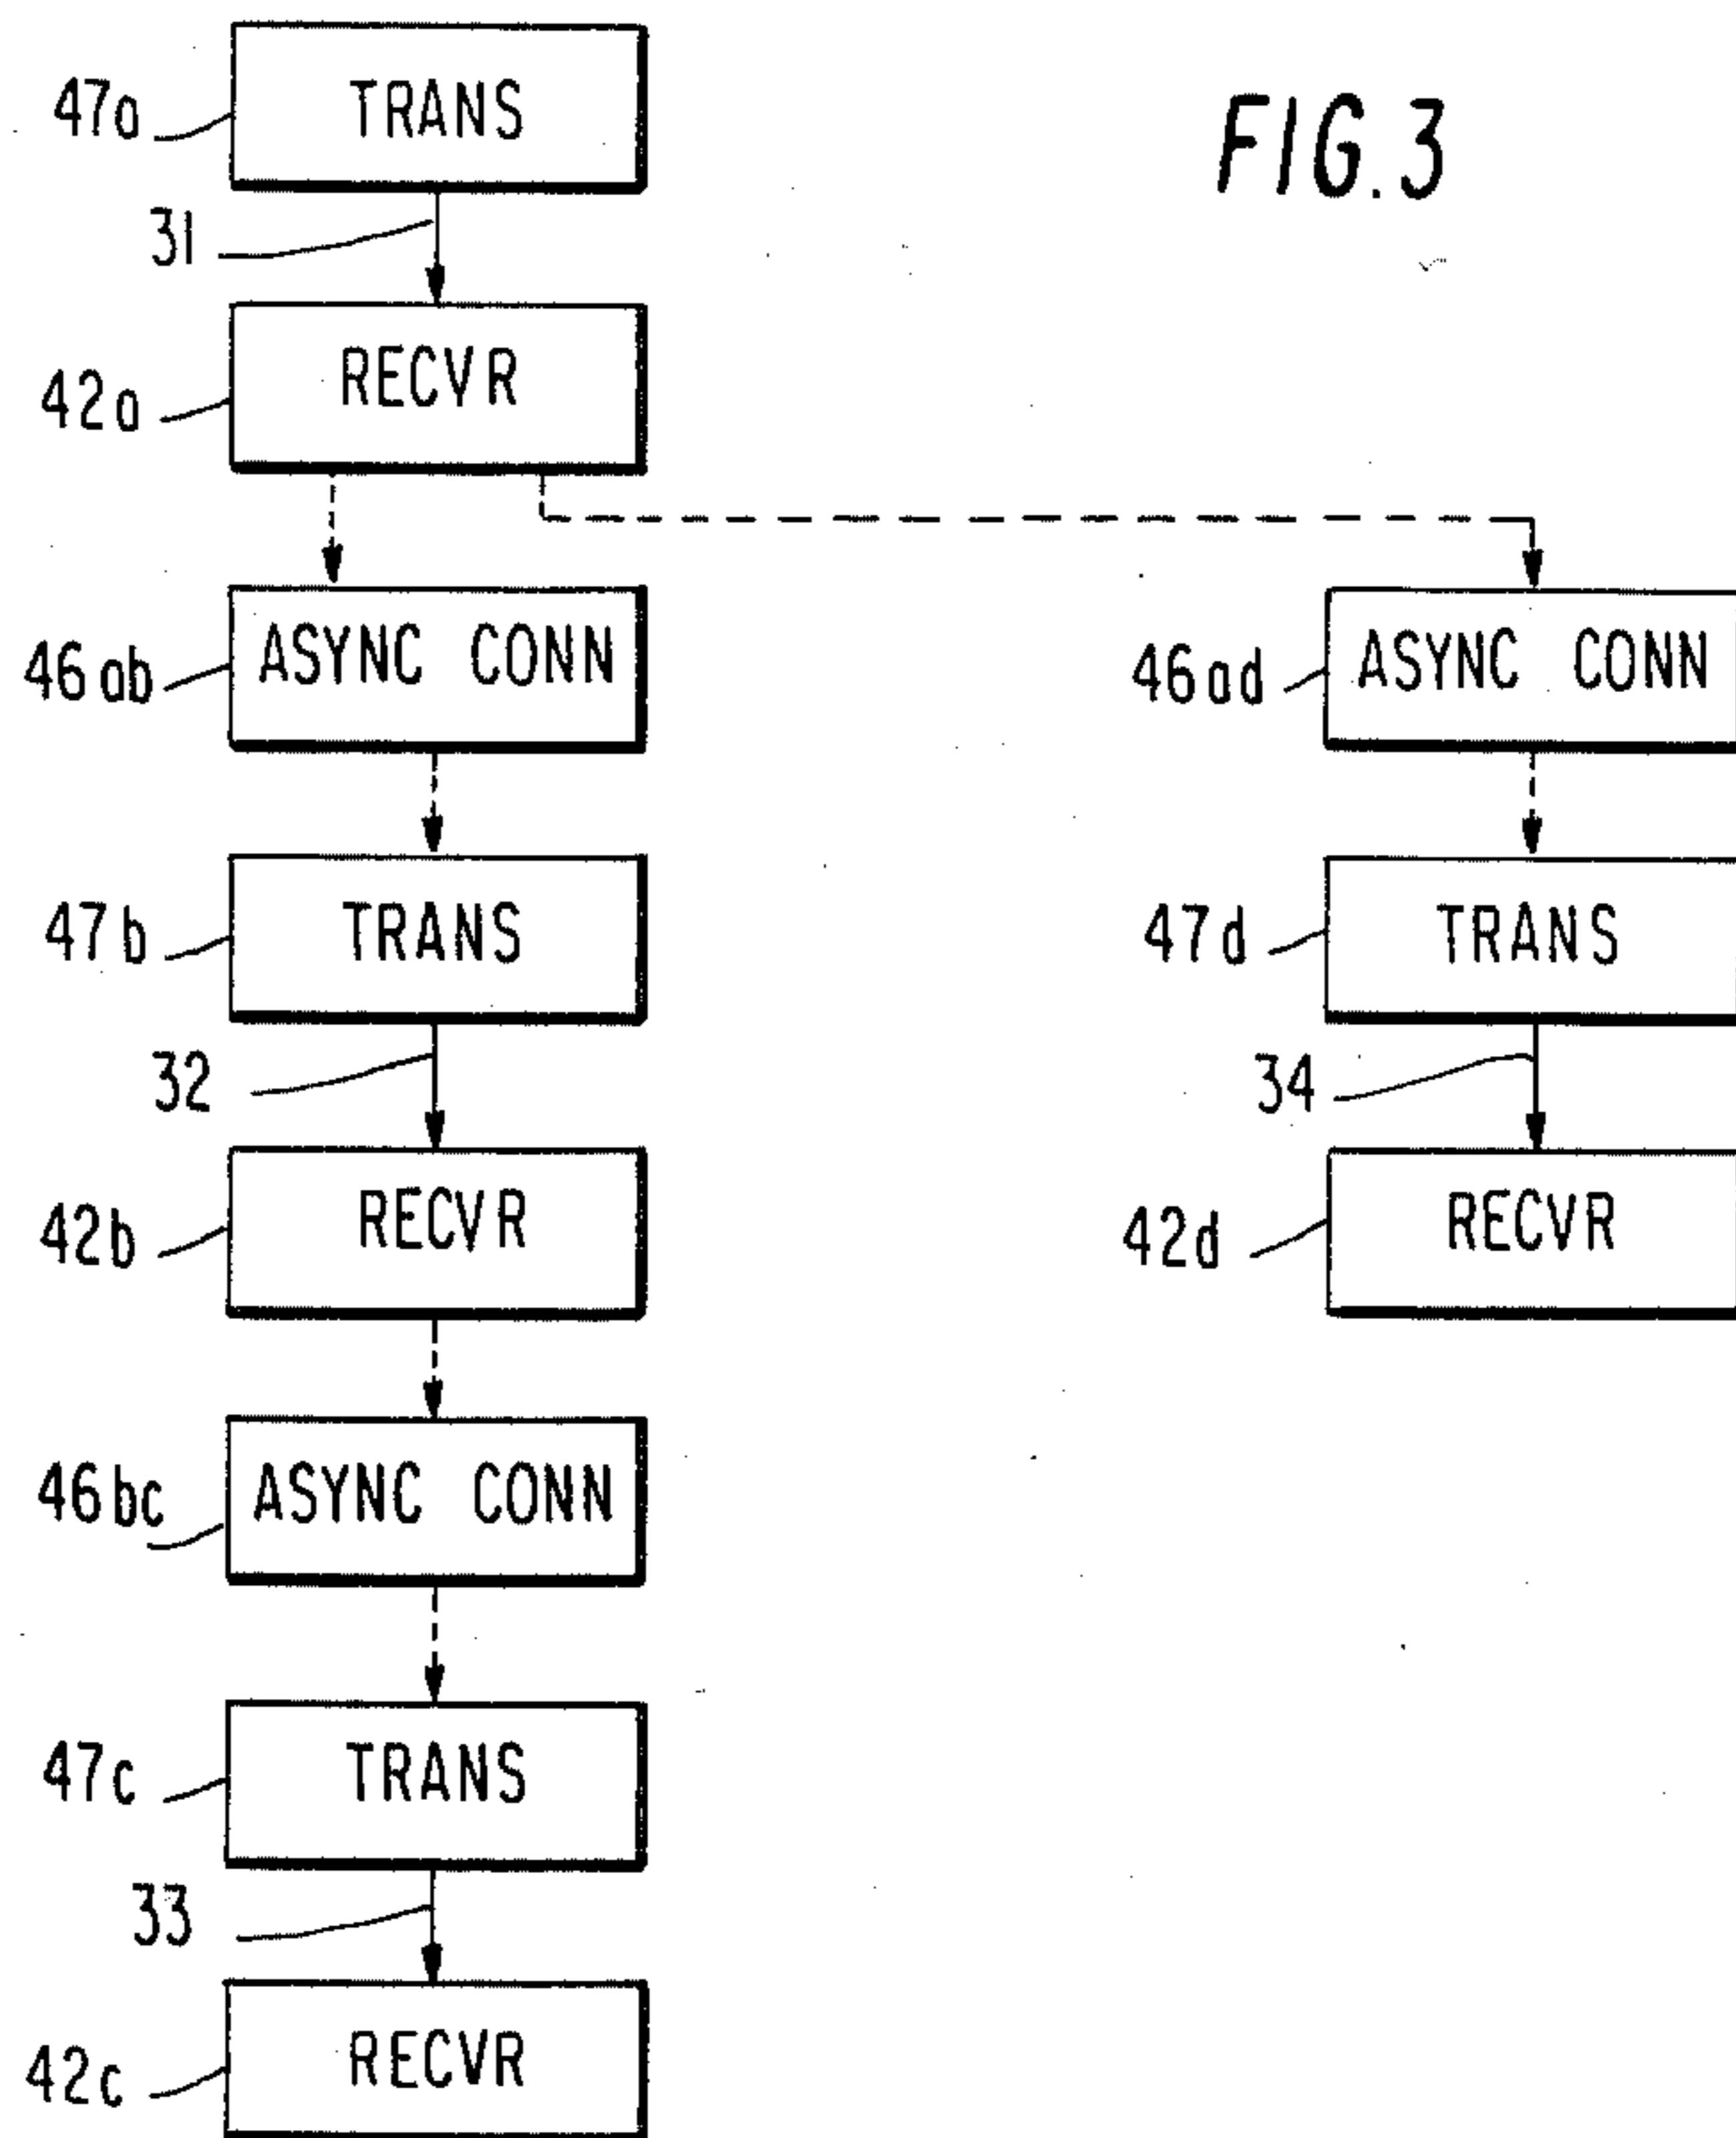 FIG.3
47a TRANS
31
42a RECVR
46ab ASYNC CONN
46ad ASYNC CONN
47b TRANS
47d TRANS
32
34
42b RECVR
42d RECVR
46bc ASYNC CONN
47c TRANS
33
42c RECVR